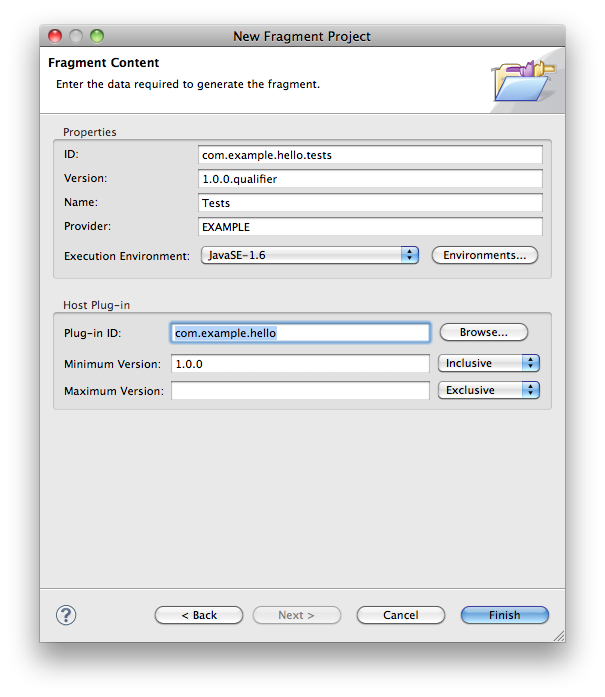 New Fragment Project
Fragment Content
Enter the data required to generate the fragment.
Properties
ID: com.example.hello.tests
Version: 1.0.0.qualifier
Name: Tests
Provider: EXAMPLE
Execution Environment: JavaSE-1.6 Environments...
Host Plug-in
Plug-in ID: com.example.hello Browse...
Minimum Version: 1.0.0 Inclusive
Maximum Version: Exclusive
? < Back Next > Cancel Finish